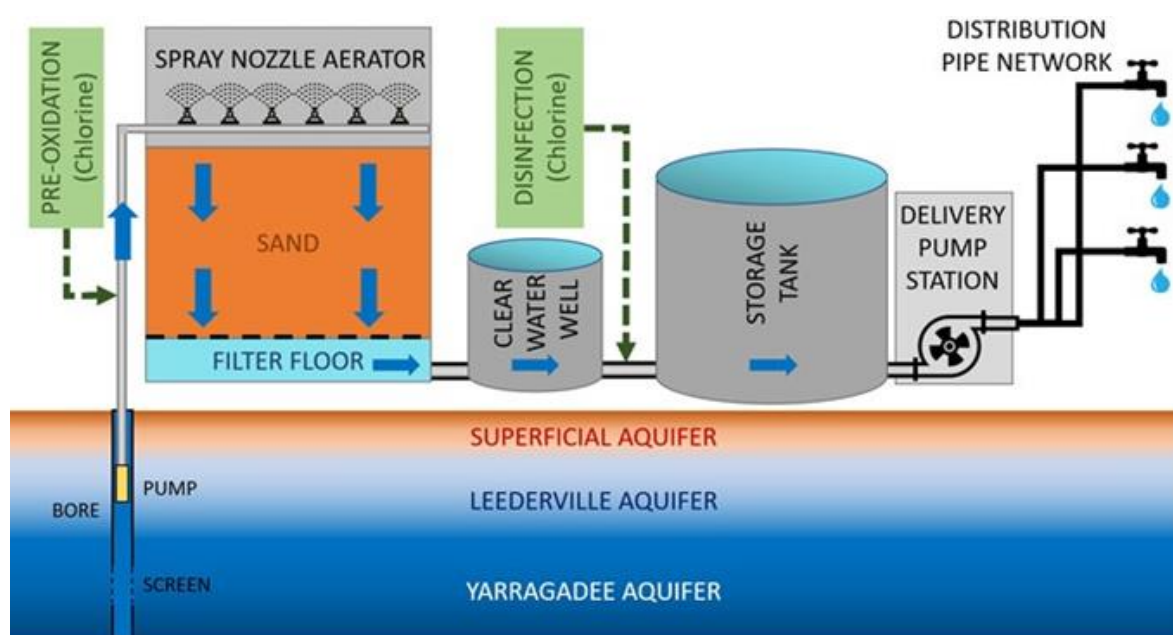 PRE-OXIDATION
(Chlorine)
SPRAY NOZZLE AERATOR
SAND
FILTER FLOOR
CLEAR
WATER
WELL
DISINFECTION
(Chlorine)
STORAGE
TANK
DELIVERY
PUMP
STATION
DISTRIBUTION
PIPE NETWORK
SUPERFICIAL AQUIFER
LEEDERVILLE AQUIFER
YARRAGADEE AQUIFER
PUMP
BORE
SCREEN